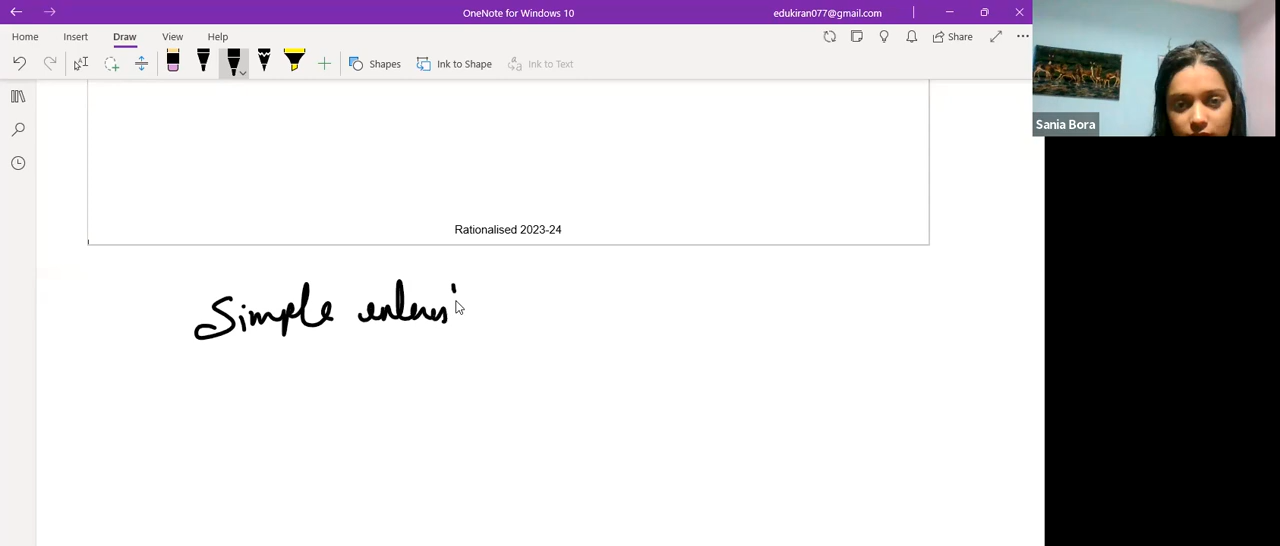 OneNote for Windows 10
edukiran077@gmail.com
Home
Insert
Draw
View
Help
Share
Shapes
Ink to Shape
Ink to Text
Sania Bora
Rationalised 2023-24
Simple